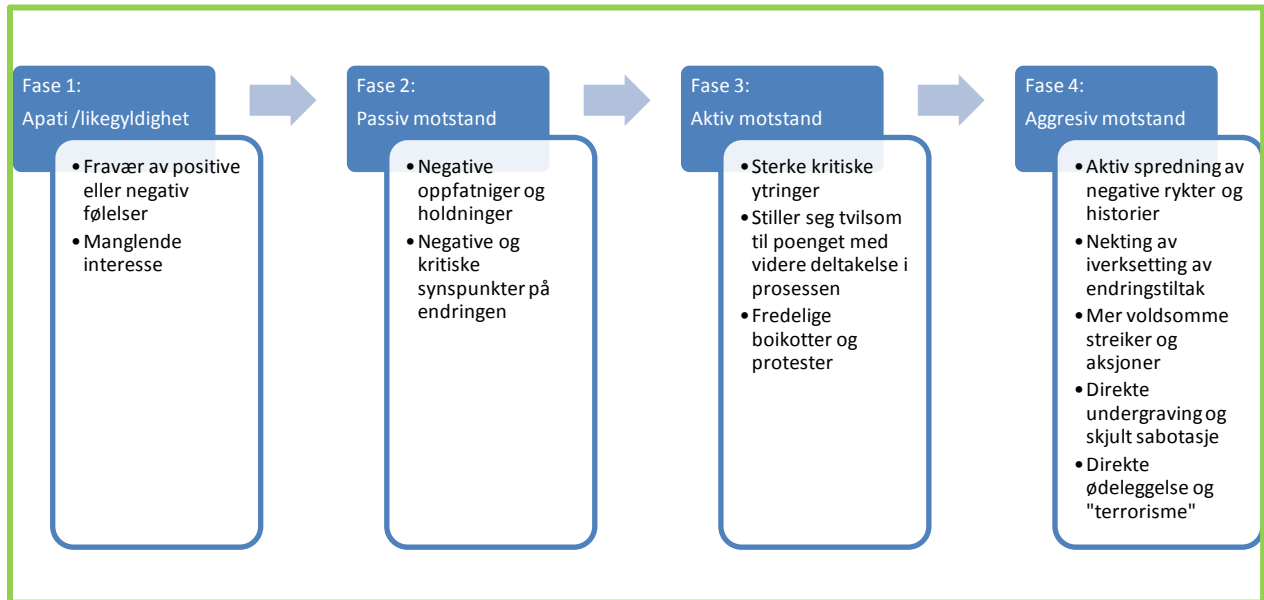 Fase 1:
Apati /likegyldighet
• Fravær av positive
eller negativ
følelser
• Manglende
interesse
Fase 2:
Passiv motstand
• Negative
oppfatniger og
holdninger
• Negative og
kritiske
synspunkter på
endringen
Fase 3:
Aktiv motstand
• Sterke kritiske
ytringer
• Stiller seg tvilsom
til poenget med
videre deltakelse i
prosessen
• Fredelige
boikotter og
protester
Fase 4:
Aggresiv motstand
• Aktiv spredning av
negative rykter og
historier
• Nekting av
iverksetting av
endringstiltak
• Mer voldsomme
streiker og
aksjoner
• Direkte
undergraving og
skjult sabotasje
• Direkte
ødeleggelse og
"terrorisme"